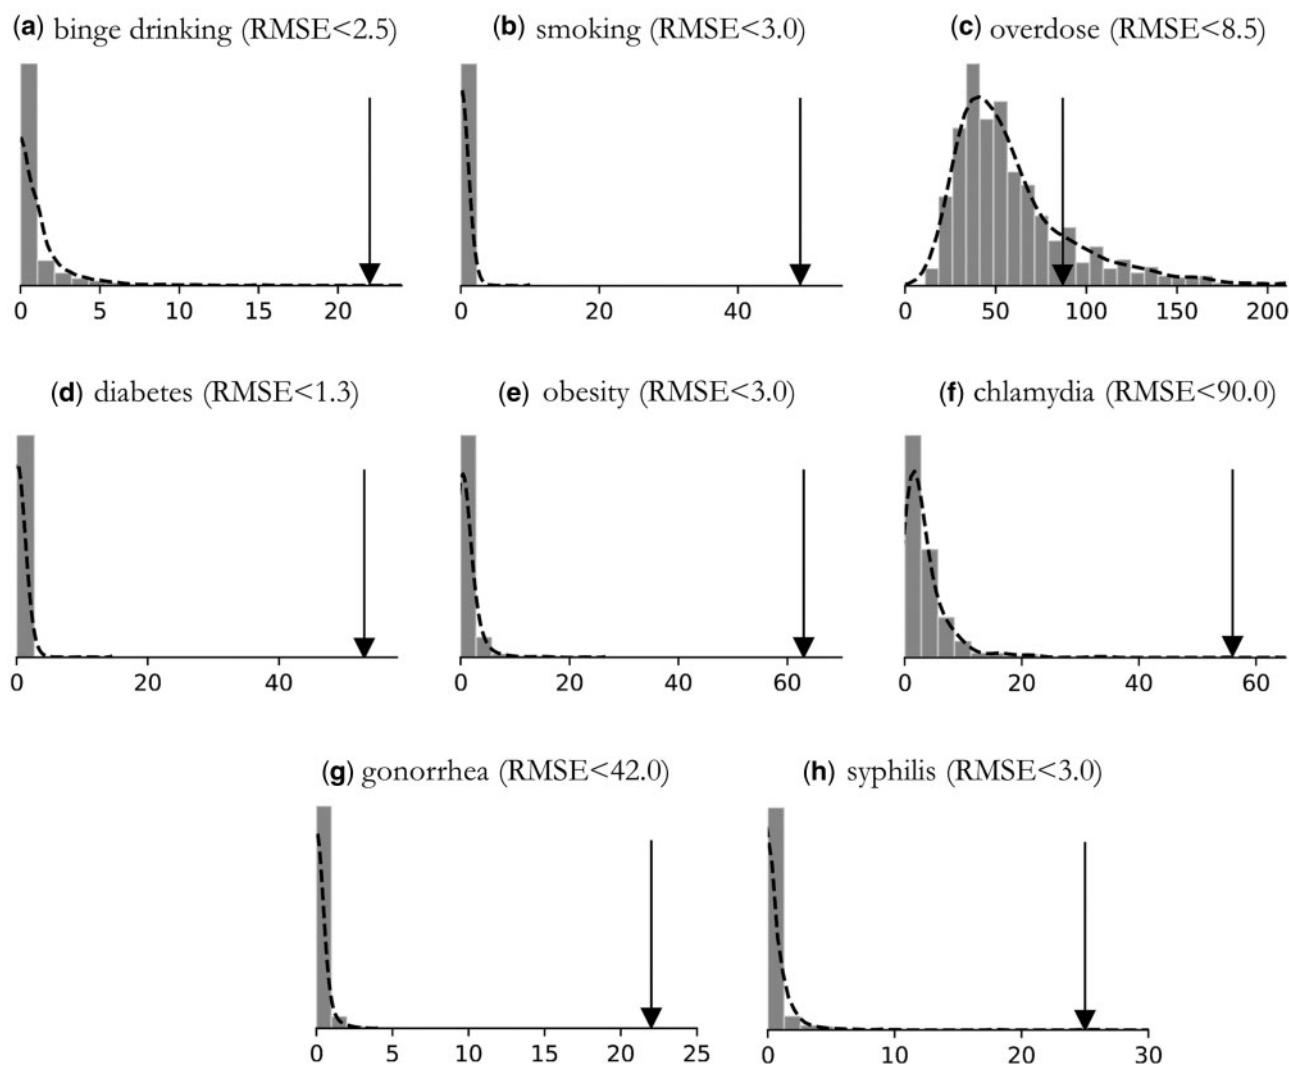 (a) binge drinking (RMSE<2.5)
(b) smoking (RMSE<3.0)
(c) overdose (RMSE<8.5)
0 5 10 15 20
0 20 40
0 50 100 150 200
(d) diabetes (RMSE<1.3)
(e) obesity (RMSE<3.0)
(f) chlamydia (RMSE<90.0)
0 20 40
0 20 40 60
0 20 40 60
(g) gonorrhea (RMSE<42.0)
(h) syphilis (RMSE<3.0)
0 5 10 15 20 25
0 10 20 30